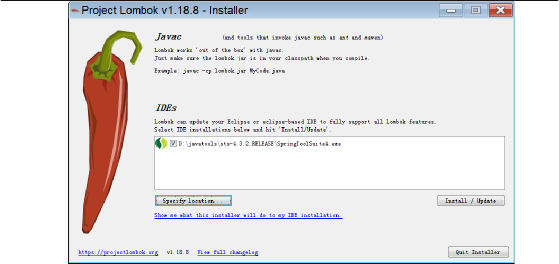 Project Lombok v1.18.8 - Installer
Javac (and tools that invoke javac such as ant and maven)
Lombok works 'out of the box' with javac.
Just make sure the lombok.jar is in your classpath when you compile.
Example: javac -cp lombok.jar MyCode.java
IDEs
Lombok can update your Eclipse or eclipse-based IDE to fully support all Lombok features.
Select IDE installations below and hit 'Install/Update'.
D:\javatools\sts-4.3.2.RELEASE\SpringToolSuite4.exe
Specify location...
Install / Update
Show me what this installer will do to my IDE installation.
https://projectlombok.org v1.18.8 View full changelog
Quit Installer